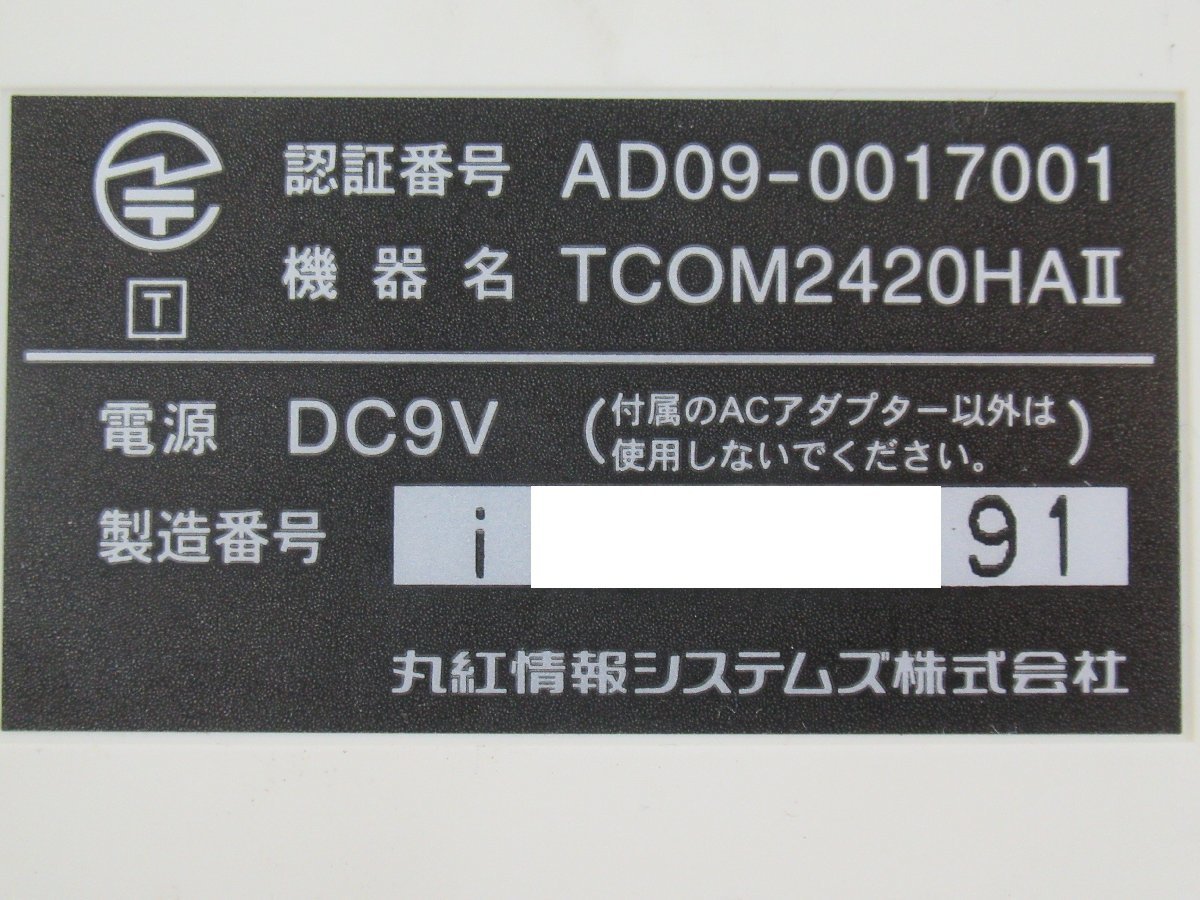 認証番号 AD09-0017001
機器名 TCOM2420HAⅡ
T
電源 DC9V (付属のACアダプター以外は
使用しないでください。)
製造番号 i 91
丸紅情報システムズ株式会社